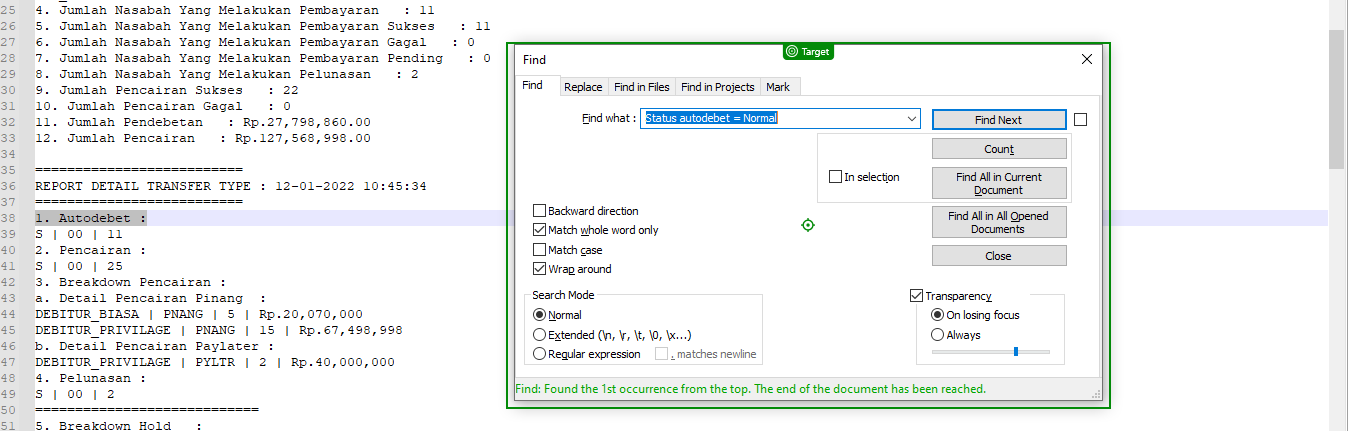 25 4. Jumlah Nasabah Yang Melakukan Pembayaran : 11
26 5. Jumlah Nasabah Yang Melakukan Pembayaran Sukses : 11
27 6. Jumlah Nasabah Yang Melakukan Pembayaran Gagal : 0
28 7. Jumlah Nasabah Yang Melakukan Pembayaran Pending : 0
29 8. Jumlah Nasabah Yang Melakukan Pelunasan : 2
30 9. Jumlah Pencairan Sukses : 22
31 10. Jumlah Pencairan Gagal : 0
32 11. Jumlah Pendebetan : Rp.27,798,860.00
33 12. Jumlah Pencairan : Rp.127,568,998.00
34
35 ==========================
36 REPORT DETAIL TRANSFER TYPE : 12-01-2022 10:45:34
37 ==========================
38 1. Autodebet :
39 S | 00 | 11
40 2. Pencairan :
41 S | 00 | 25
42 3. Breakdown Pencairan :
43 a. Detail Pencairan Pinang :
44 DEBITUR_BIASA | PNANG | 5 | Rp.20,070,000
45 DEBITUR_PRIVILAGE | PNANG | 15 | Rp.67,498,998
46 b. Detail Pencairan Paylater :
47 DEBITUR_PRIVILAGE | PYLTR | 2 | Rp.40,000,000
48 4. Pelunasan :
49 S | 00 | 2
50 ============================
51 5. Breakdown Hold :
Target
Find
Find Replace Find in Files Find in Projects Mark
Find what : Status autodebet = Normal
Find Next
Count
In selection
Find All in Current
Document
Find All in All Opened
Documents
Close
Backward direction
Match whole word only
Match case
Wrap around
Search Mode
Normal
Extended (\n, \r, \t, \0, \x...)
Regular expression
. matches newline
Transparency
On losing focus
Always
Find: Found the 1st occurrence from the top. The end of the document has been reached.